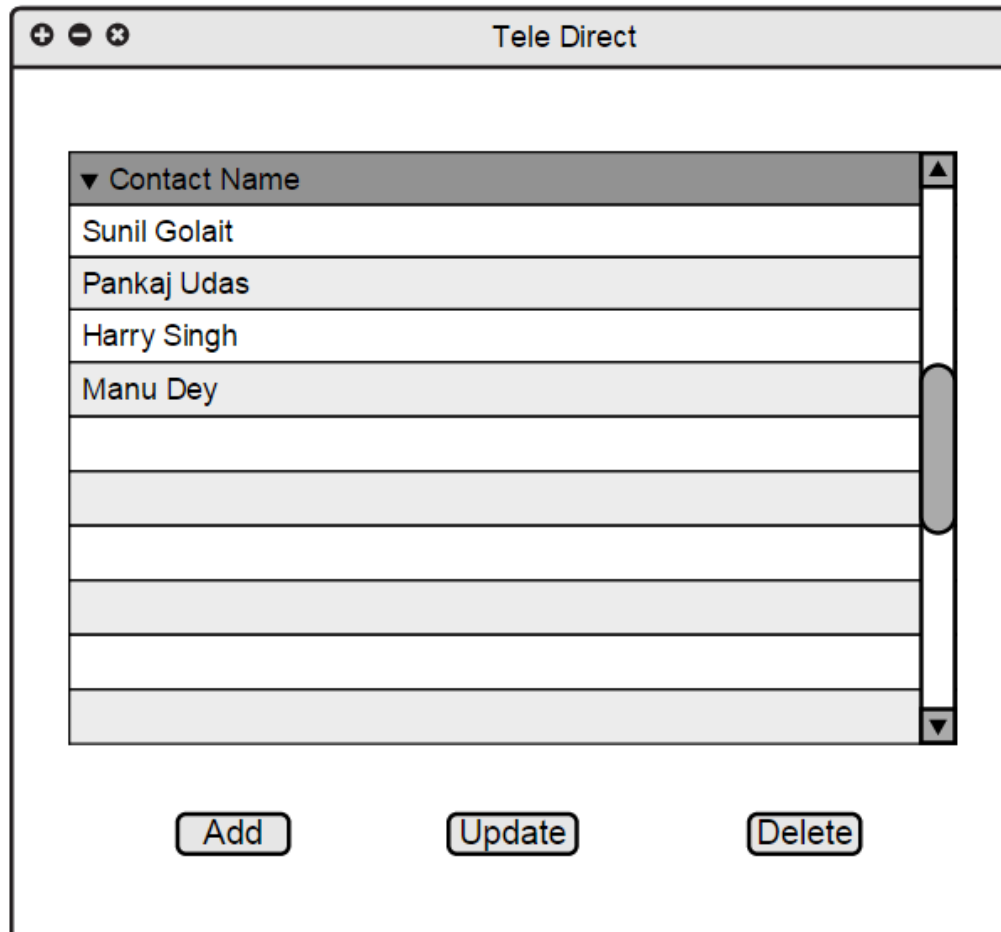 Tele Direct
Contact Name
Sunil Golait
Pankaj Udas
Harry Singh
Manu Dey
Add Update Delete